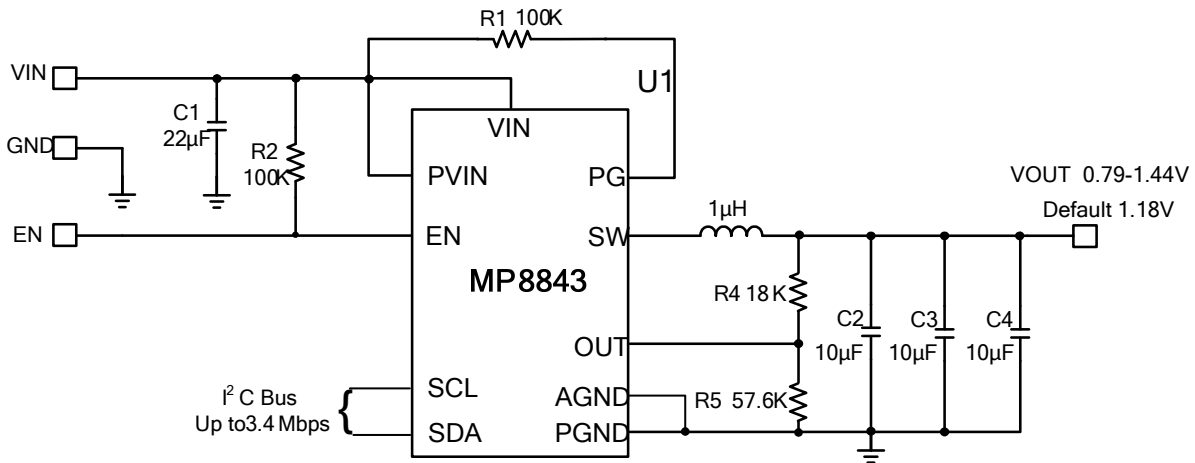 R1 100K
VIN
U1
C1
22µF
VIN
GND
R2
100K
PVIN
PG
VOUT 0.79-1.44V
1µH
Default 1.18V
EN
EN
SW
MP8843
R4 18K
C2
10µF
C3
10µF
C4
10µF
OUT
I² C Bus
Up to3.4 Mbps
{
SCL
AGND
R5 57.6K
SDA
PGND